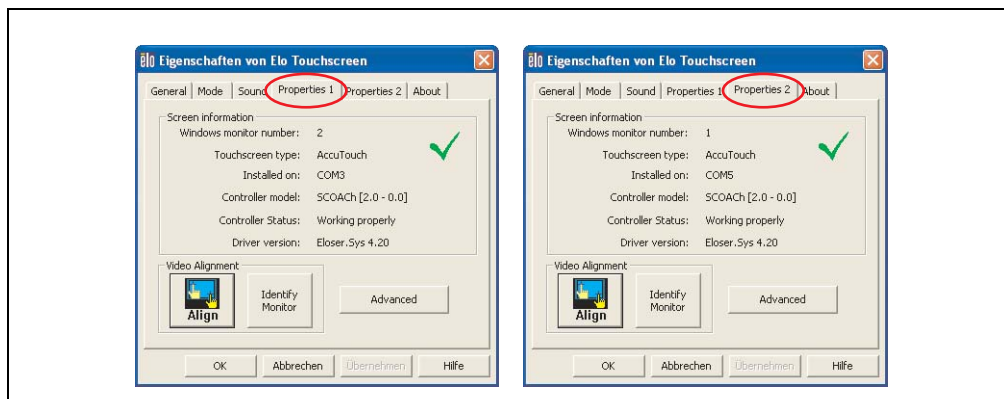 elo Eigenschaften von Elo Touchscreen
General Mode Sound Properties 1 Properties 2 About
Screen information
Windows monitor number: 2
Touchscreen type: AccuTouch
Installed on: COM3
Controller model: SCOACh [2.0 - 0.0]
Controller Status: Working properly
Driver version: Eloser.Sys 4.20
Video Alignment
Align
Identify
Monitor
Advanced
OK Abbrechen Übernehmen Hilfe
elo Eigenschaften von Elo Touchscreen
General Mode Sound Properties 1 Properties 2 About
Screen information
Windows monitor number: 1
Touchscreen type: AccuTouch
Installed on: COM5
Controller model: SCOACh [2.0 - 0.0]
Controller Status: Working properly
Driver version: Eloser.Sys 4.20
Video Alignment
Align
Identify
Monitor
Advanced
OK Abbrechen Übernehmen Hilfe